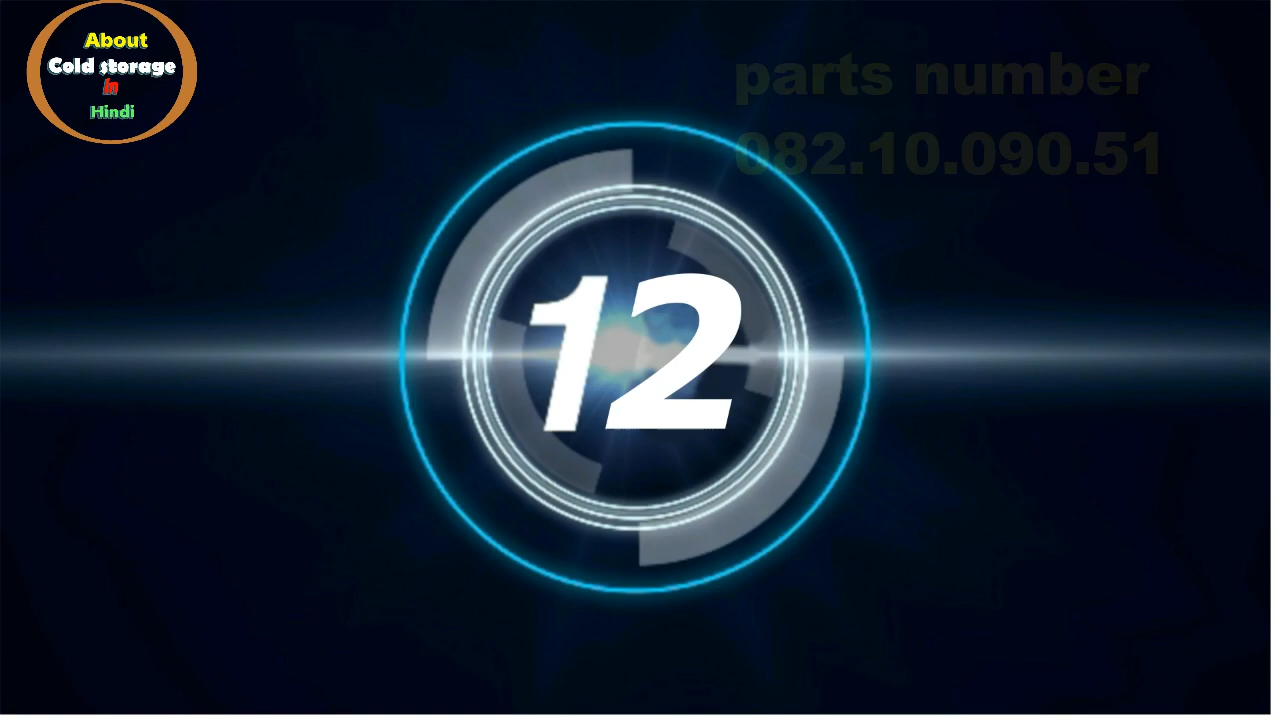 About
Cold storage
in
Hindi
parts number
082.10.090.51
12